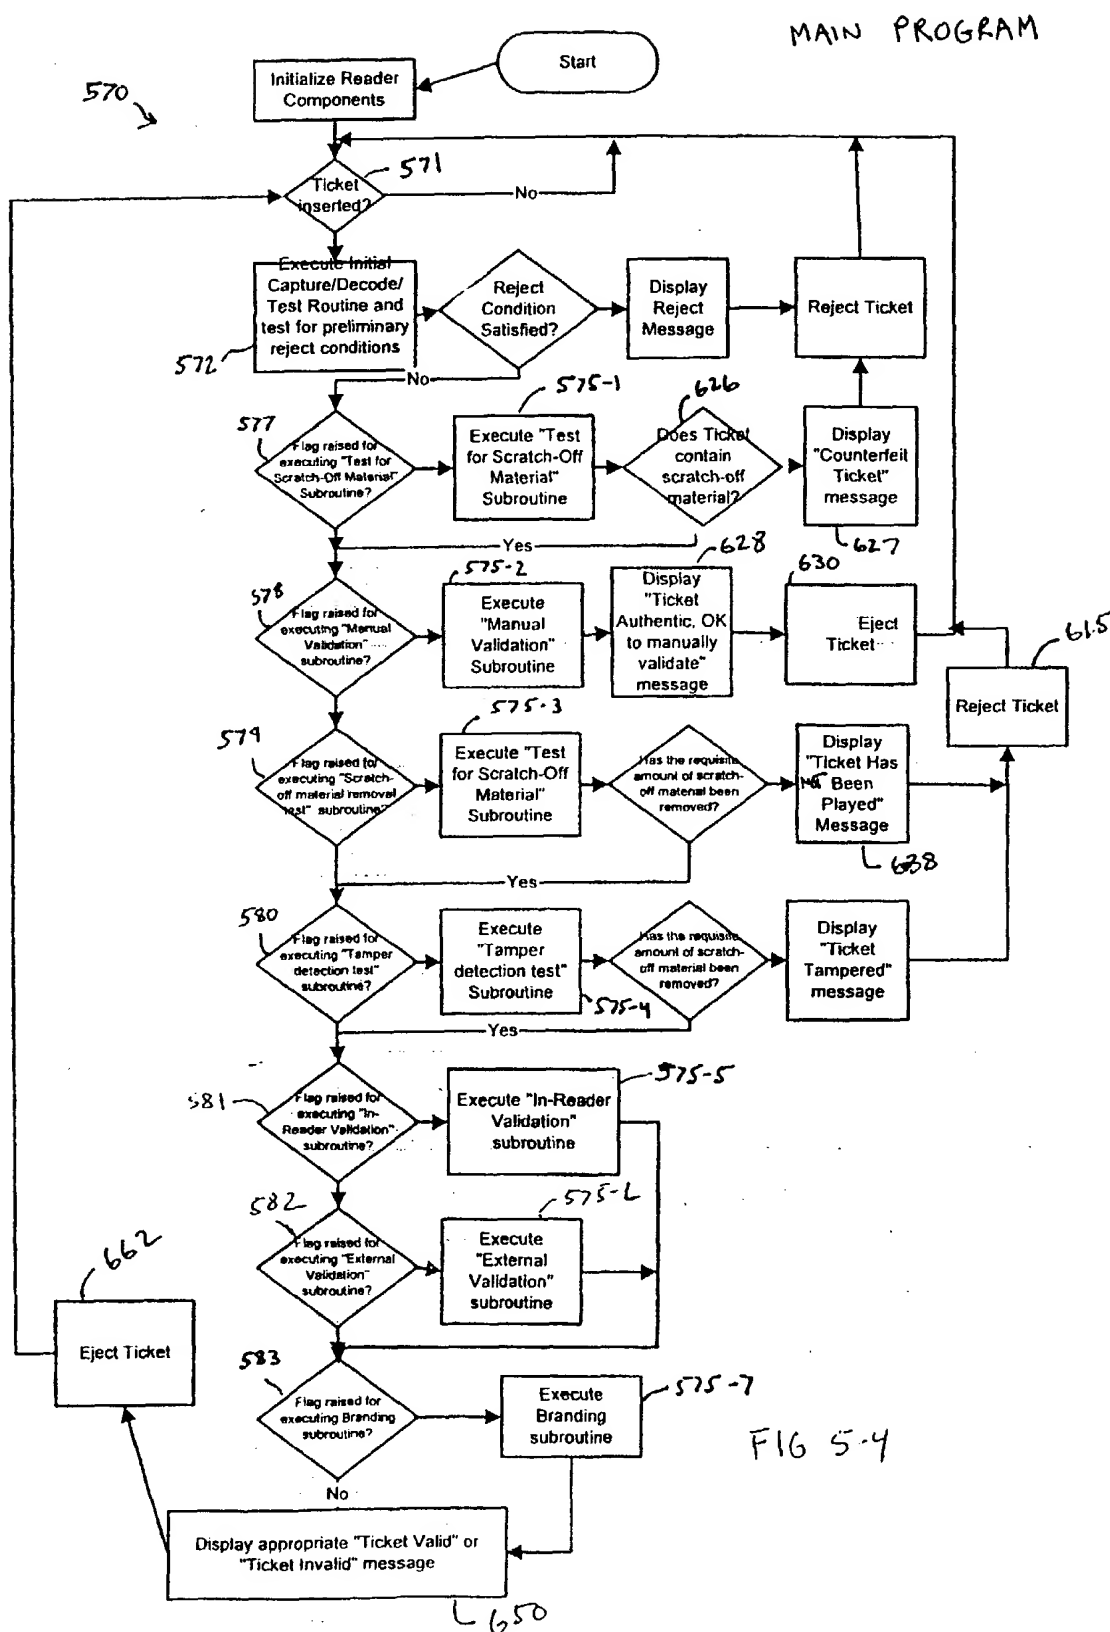 MAIN PROGRAM
Start
Initialize Reader
Components
570
571
Ticket
inserted?
No
Execute Initial
Capture/Decode/
Test Routine and
test for preliminary
reject conditions
572
Reject
Condition
Satisfied?
Display
Reject
Message
Reject Ticket
No
577
Flag raised for
executing "Test for
Scratch-Off Material"
Subroutine?
575-1
Execute "Test
for Scratch-Off
Material"
Subroutine
626
Does Ticket
contain
scratch-off
material?
Display
"Counterfeit
Ticket"
message
627
Yes
578
Flag raised for
executing "Manual
Validation"
subroutine?
575-2
Execute
"Manual
Validation"
Subroutine
628
Display
"Ticket
Authentic, OK
to manually
validate"
message
630
Eject
Ticket
615
Reject Ticket
579
Flag raised for
executing "Scratch-
off material removal
test" subroutine?
575-3
Execute "Test
for Scratch-Off
Material"
Subroutine
Has the requisite
amount of scratch-
off material been
removed?
Display
"Ticket Has
Not Been
Played"
Message
638
Yes
580
Flag raised for
executing "Tamper
detection test"
subroutine?
Execute
"Tamper
detection test"
Subroutine
575-4
Has the requisite
amount of scratch-
off material been
removed?
Display
"Ticket
Tampered"
message
Yes
581
Flag raised for
executing "In-
Reader Validation"
subroutine?
575-5
Execute "In-Reader
Validation"
subroutine
582
Flag raised for
executing "External
Validation"
subroutine?
575-6
Execute
"External
Validation"
subroutine
662
Eject Ticket
583
Flag raised for
executing Branding
subroutine?
575-7
Execute
Branding
subroutine
FIG 5-4
No
Display appropriate "Ticket Valid" or
"Ticket Invalid" message
650